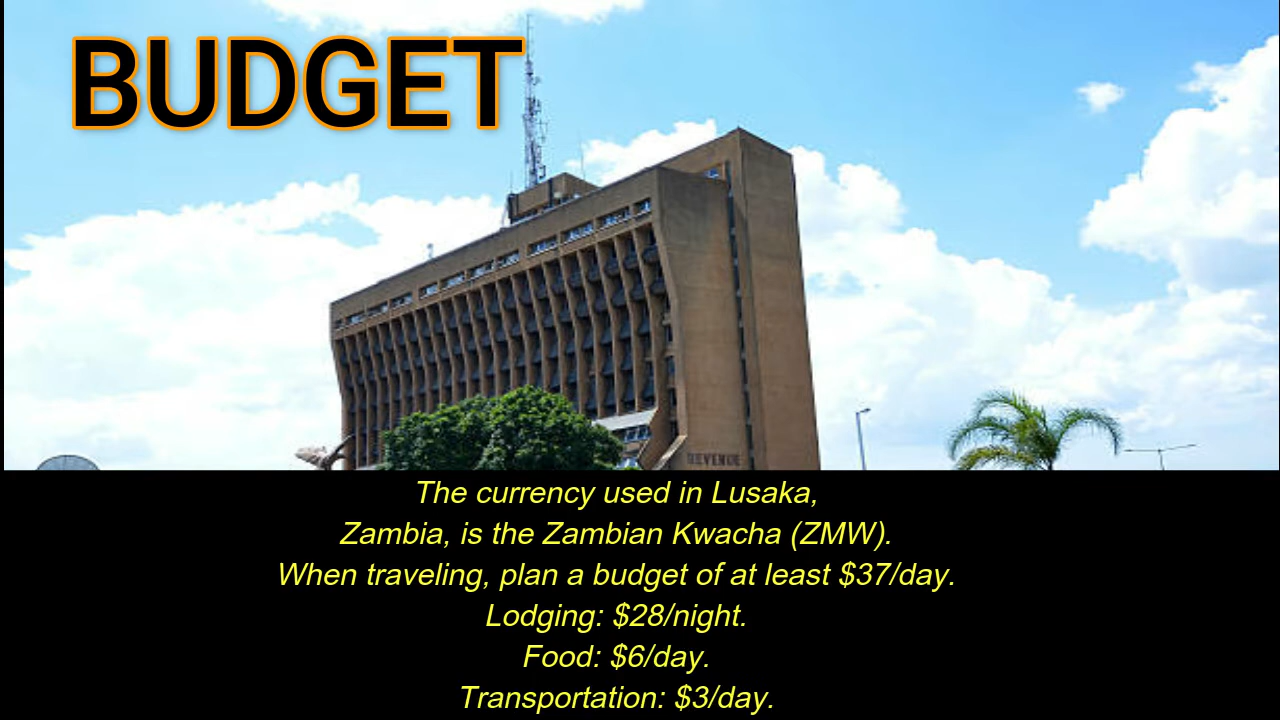 BUDGET
REVENUE
The currency used in Lusaka,
Zambia, is the Zambian Kwacha (ZMW).
When traveling, plan a budget of at least $37/day.
Lodging: $28/night.
Food: $6/day.
Transportation: $3/day.